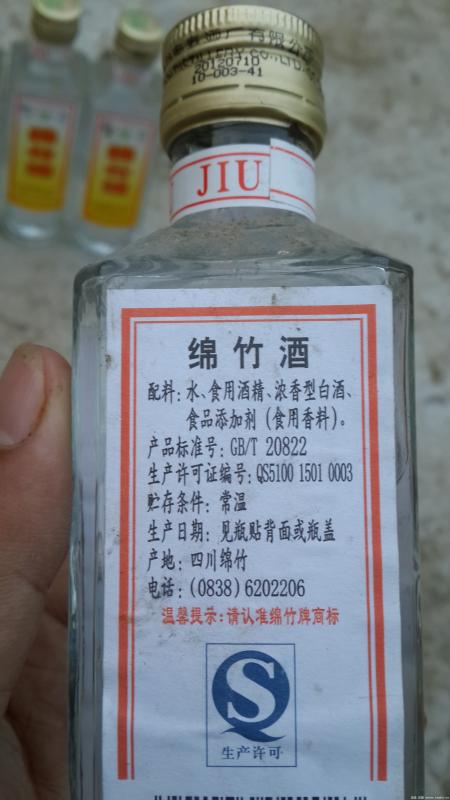 20120710
10-003-41
JIU
绵竹酒
配料：水、食用酒精、浓香型白酒、
食品添加剂（食用香料）。
产品标准号：GB/T 20822
生产许可证编号：QS5100 1501 0003
贮存条件：常温
生产日期：见瓶贴背面或瓶盖
产地：四川绵竹
电话：(0838)6202206
温馨提示：请认准绵竹牌商标
QS
生产许可